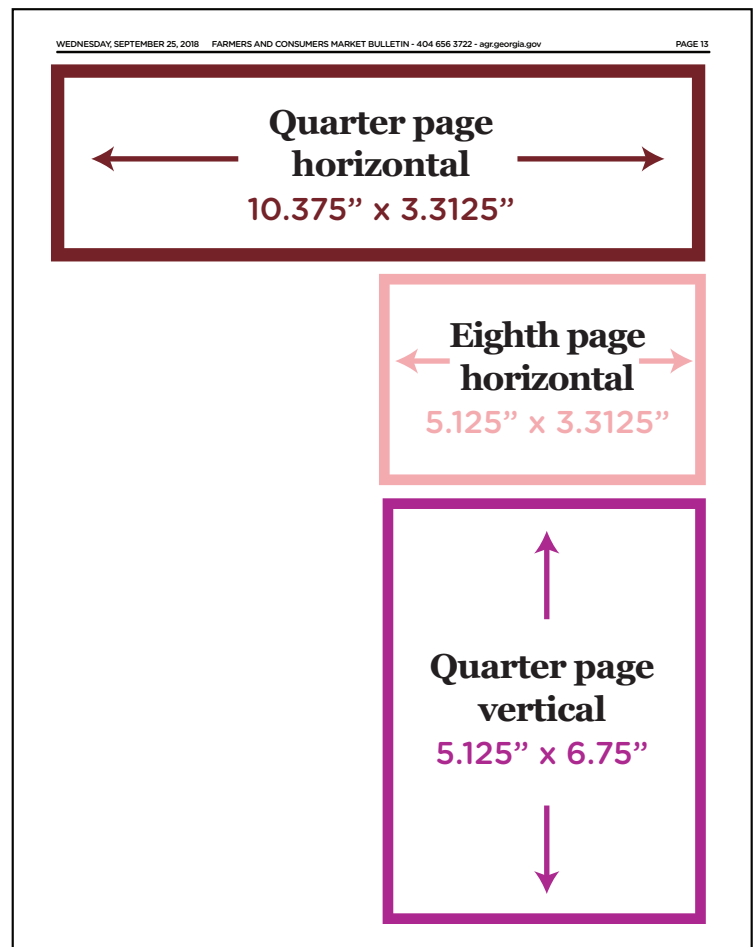 WEDNESDAY, SEPTEMBER 25, 2018 FARMERS AND CONSUMERS MARKET BULLETIN - 404 656 3722 - agr.georgia.gov PAGE 13
Quarter page
horizontal
10.375” x 3.3125”
Eighth page
horizontal
5.125” x 3.3125”
Quarter page
vertical
5.125” x 6.75”